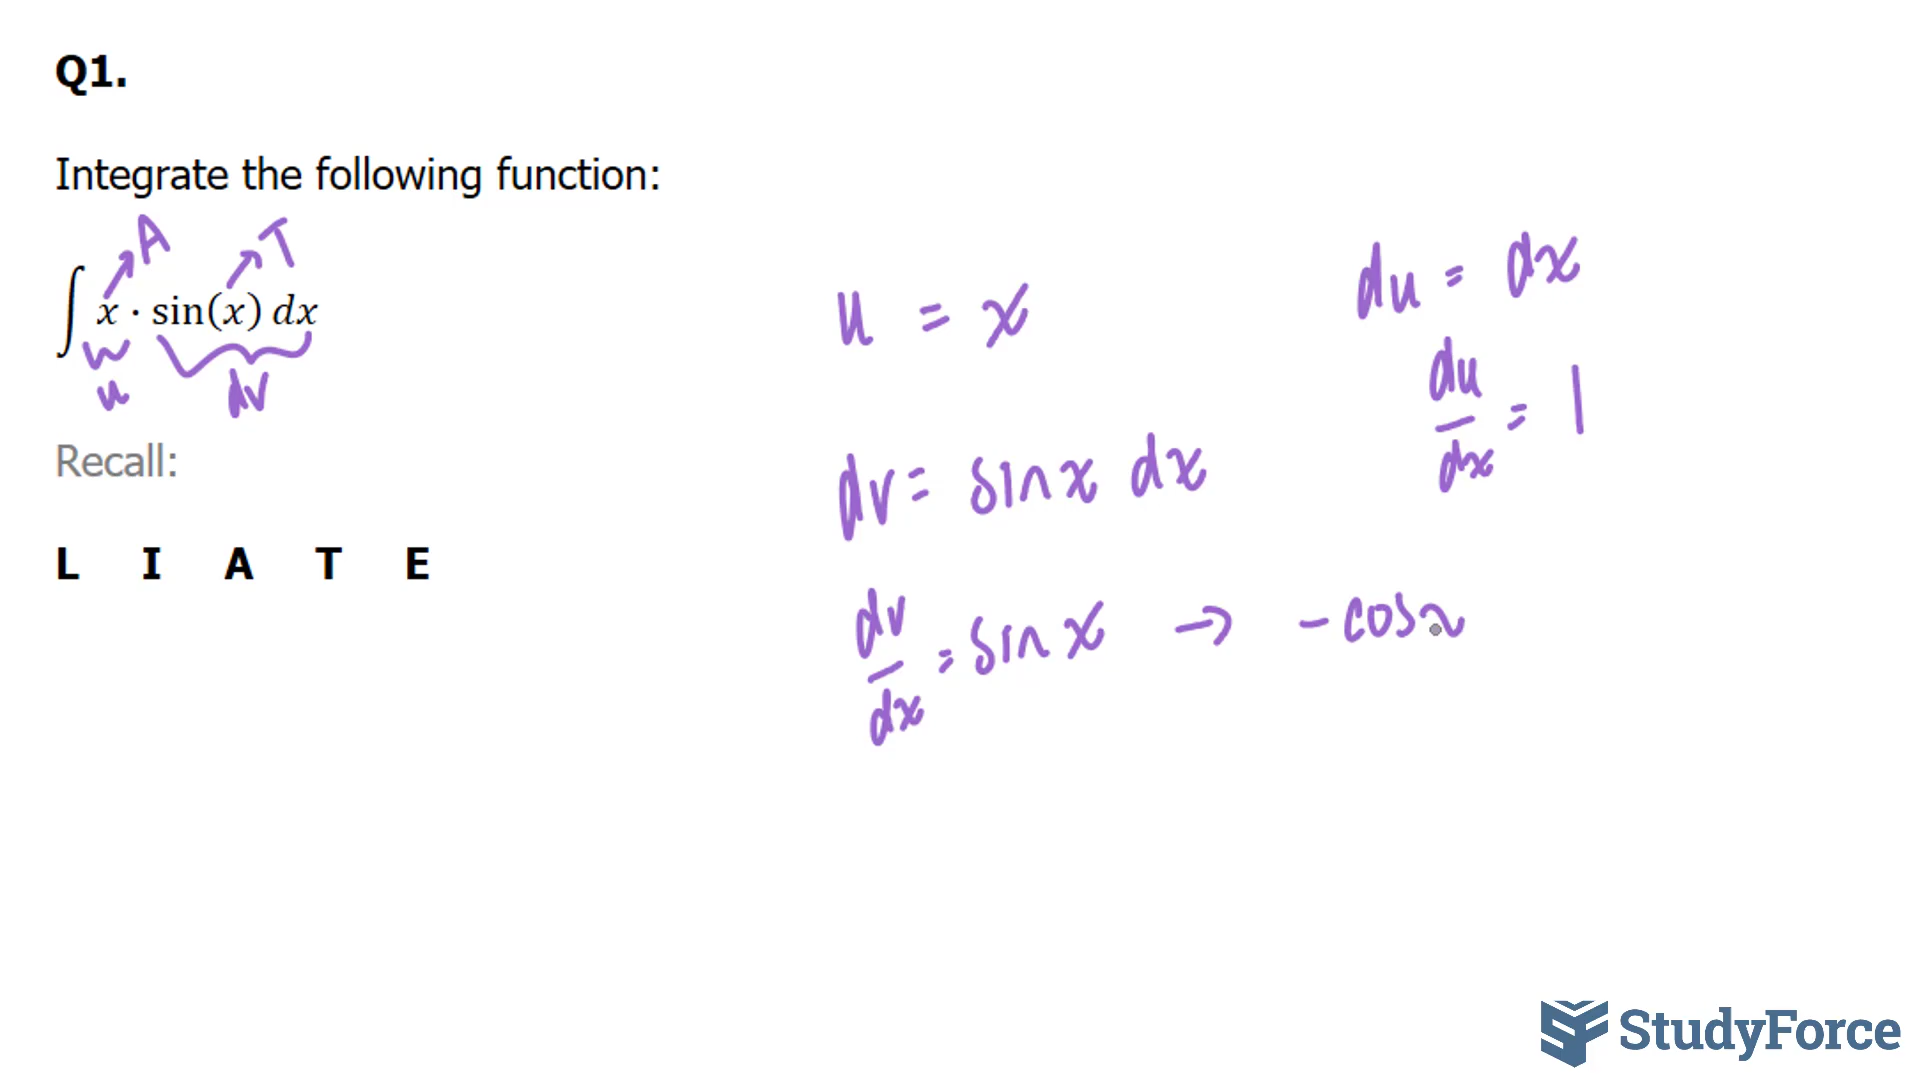 Q1.
Integrate the following function:
A T
∫ x · sin(x) dx
u dv
Recall:
L I A T E
u = x
du = dx
du/dx = 1
dv = sin x dx
dv/dx = sin x → - cos x
StudyForce